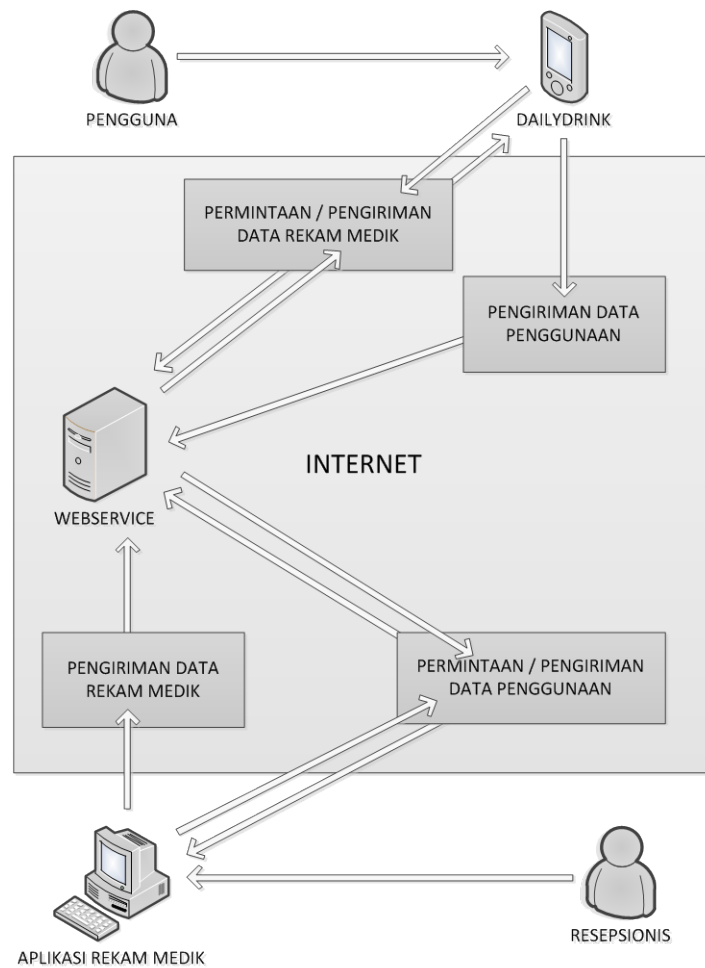 PENGGUNA
DAILYDRINK
PERMINTAAN / PENGIRIMAN
DATA REKAM MEDIK
PENGIRIMAN DATA
PENGGUNAAN
INTERNET
WEBSERVICE
PENGIRIMAN DATA
REKAM MEDIK
PERMINTAAN / PENGIRIMAN
DATA PENGGUNAAN
APLIKASI REKAM MEDIK
RESEPSIONIS